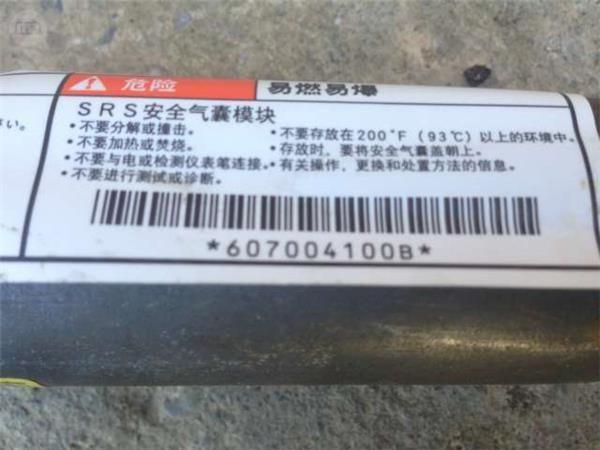 危险 易燃易爆
さい。
SRS安全气囊模块
·不要分解或撞击。
·不要加热或焚烧。
·不要与电或检测仪表笔连接。
·不要进行测试或诊断。
·不要存放在200°F (93℃)以上的环境中。
·存放时，要将安全气囊盖朝上。
·有关操作，更换和处置方法的信息。
*607004100B*